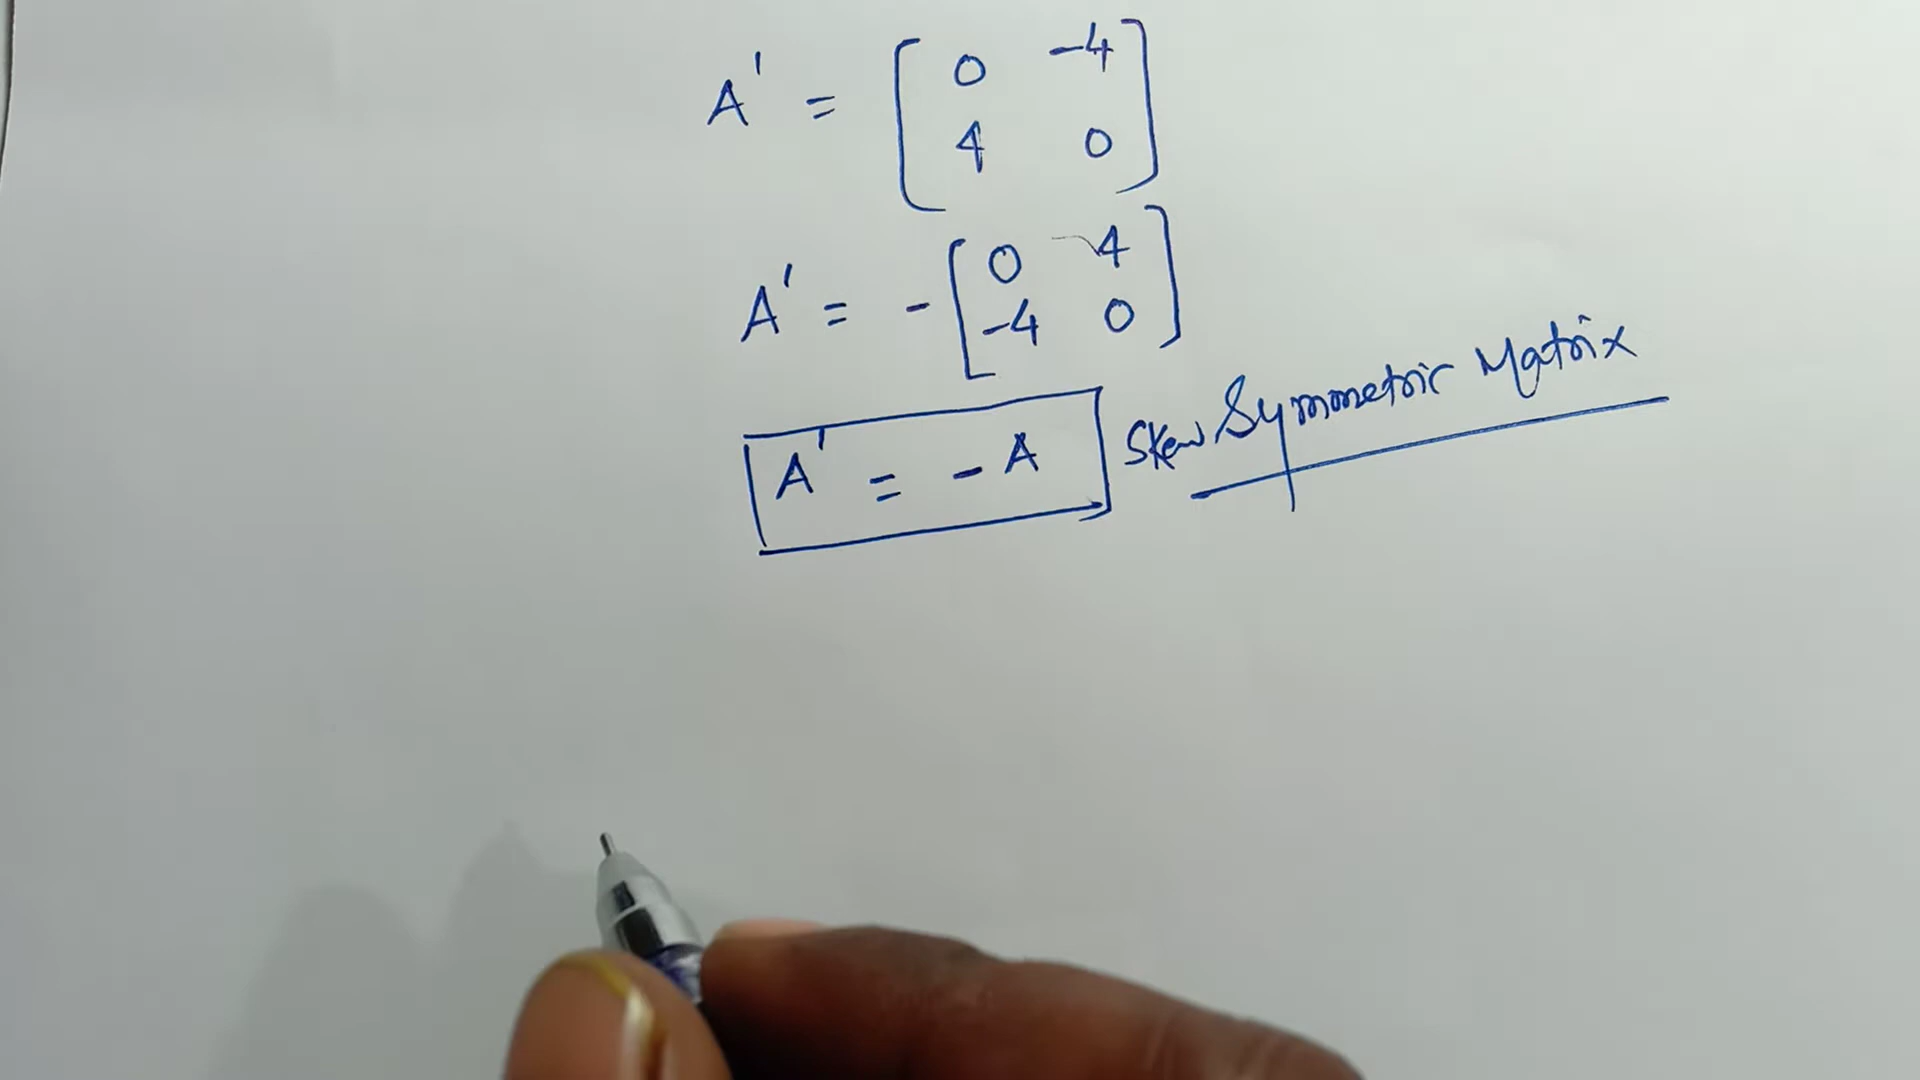 A' = [ 0 -4
4 0 ]
A' = - [ 0 4
-4 0 ]
A' = - A Skew Symmetric Matrix